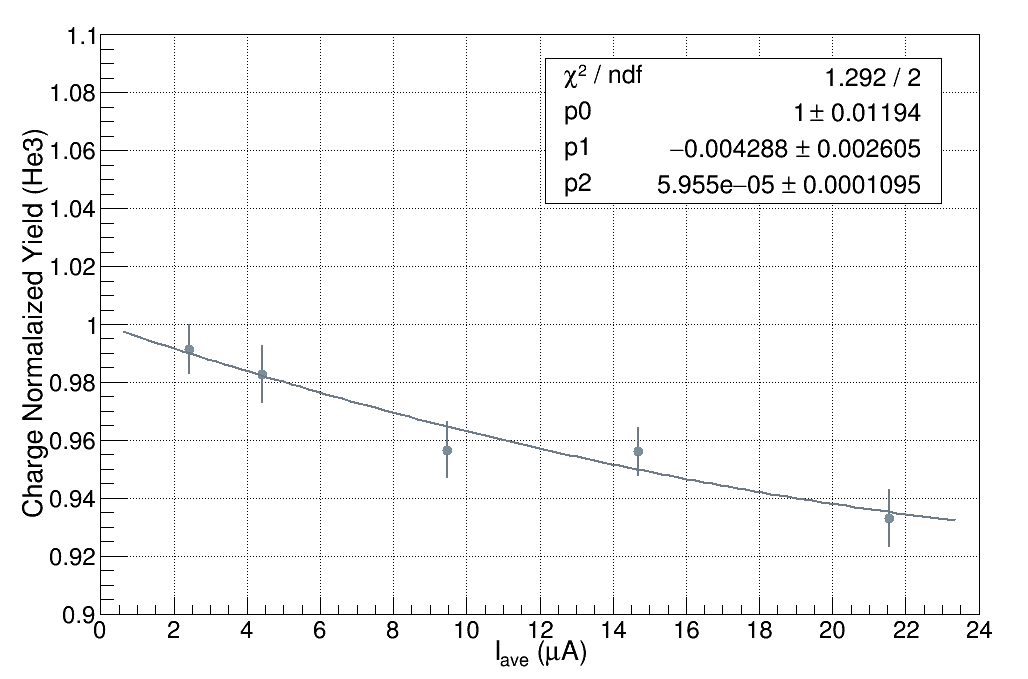 Charge Normalaized Yield (He3)
1.1
1.08
1.06
1.04
1.02
1
0.98
0.96
0.94
0.92
0.9
χ² / ndf 1.292 / 2
p0 1 ± 0.01194
p1 −0.004288 ± 0.002605
p2 5.955e−05 ± 0.0001095
0 2 4 6 8 10 12 14 16 18 20 22 24
I_ave (μA)